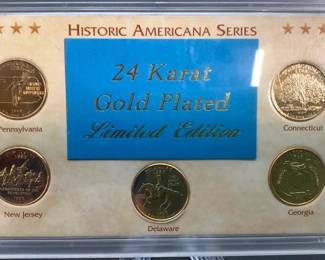 HISTORIC AMERICANA SERIES
24 Karat
Gold Plated
Limited Edition
Pennsylvania
Connecticut
New Jersey
Delaware
Georgia